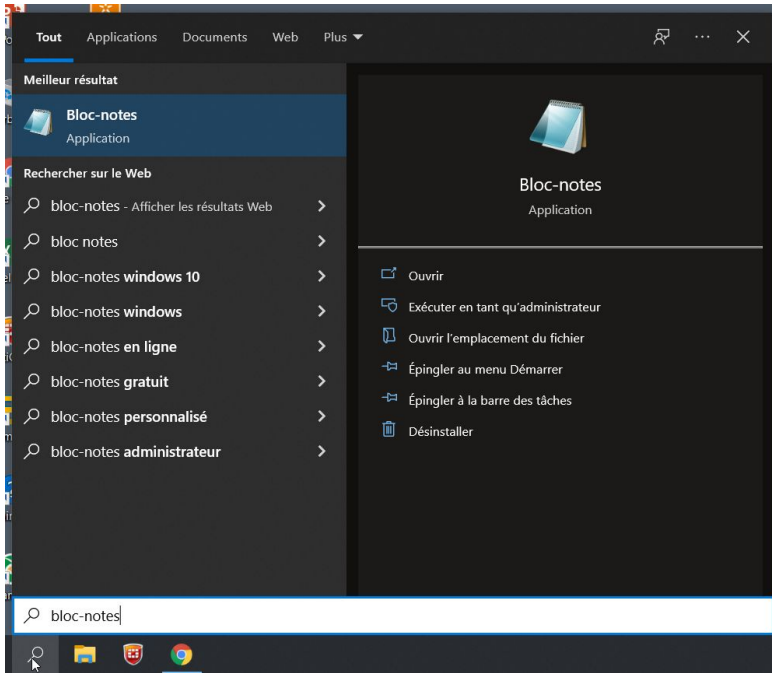 Tout Applications Documents Web Plus
Meilleur résultat
Bloc-notes
Application
Rechercher sur le Web
bloc-notes - Afficher les résultats Web
bloc notes
bloc-notes windows 10
bloc-notes windows
bloc-notes en ligne
bloc-notes gratuit
bloc-notes personnalisé
bloc-notes administrateur
Bloc-notes
Application
Ouvrir
Exécuter en tant qu'administrateur
Ouvrir l'emplacement du fichier
Épingler au menu Démarrer
Épingler à la barre des tâches
Désinstaller
bloc-notes